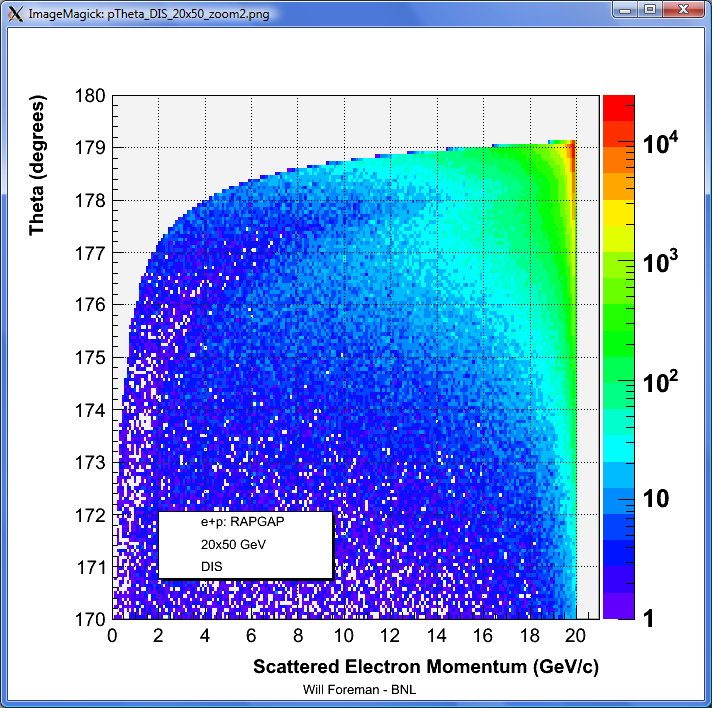 ImageMagick: pTheta_DIS_20x50_zoom2.png
Theta (degrees)
180
179
178
177
176
175
174
173
172
171
170
e+p: RAPGAP
20x50 GeV
DIS
0 2 4 6 8 10 12 14 16 18 20
Scattered Electron Momentum (GeV/c)
Will Foreman - BNL
10⁴
10³
10²
10
1